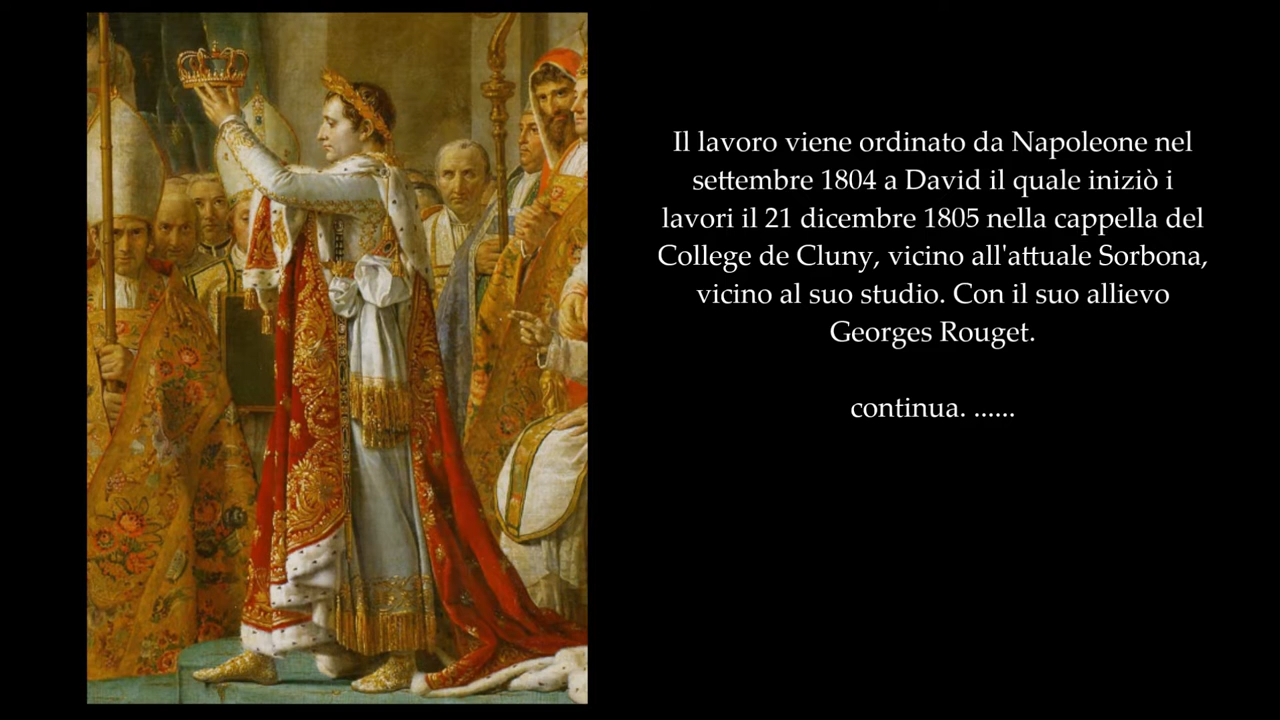 Il lavoro viene ordinato da Napoleone nel
settembre 1804 a David il quale iniziò i
lavori il 21 dicembre 1805 nella cappella del
College de Cluny, vicino all'attuale Sorbona,
vicino al suo studio. Con il suo allievo
Georges Rouget.
continua. ......